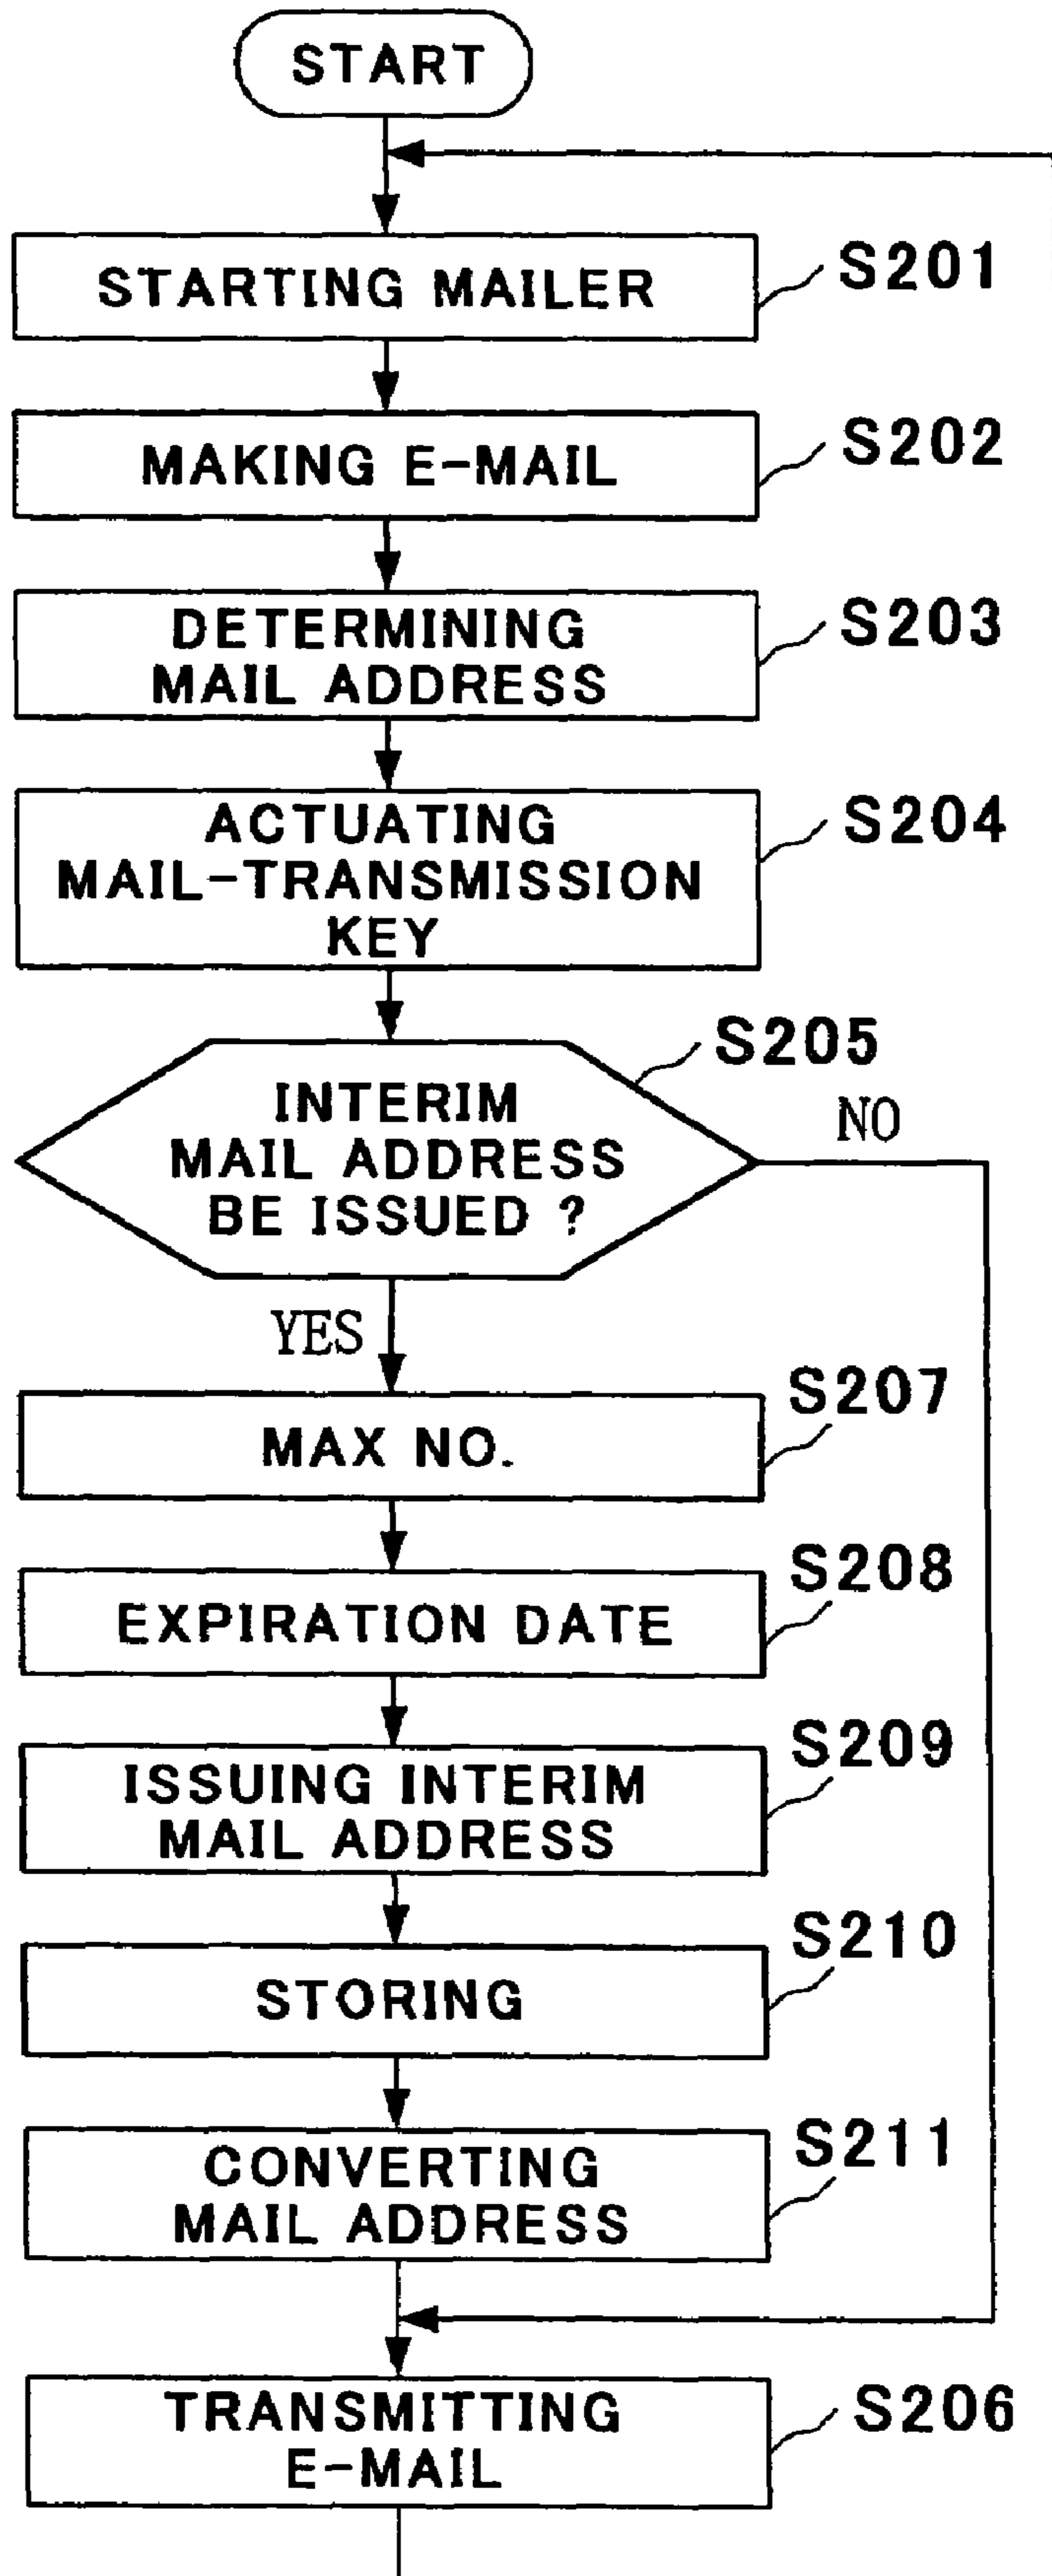 START
STARTING MAILER
S201
MAKING E-MAIL
S202
DETERMINING
MAIL ADDRESS
S203
ACTUATING
MAIL-TRANSMISSION
KEY
S204
INTERIM
MAIL ADDRESS
BE ISSUED ?
S205
NO
YES
MAX NO.
S207
EXPIRATION DATE
S208
ISSUING INTERIM
MAIL ADDRESS
S209
STORING
S210
CONVERTING
MAIL ADDRESS
S211
TRANSMITTING
E-MAIL
S206